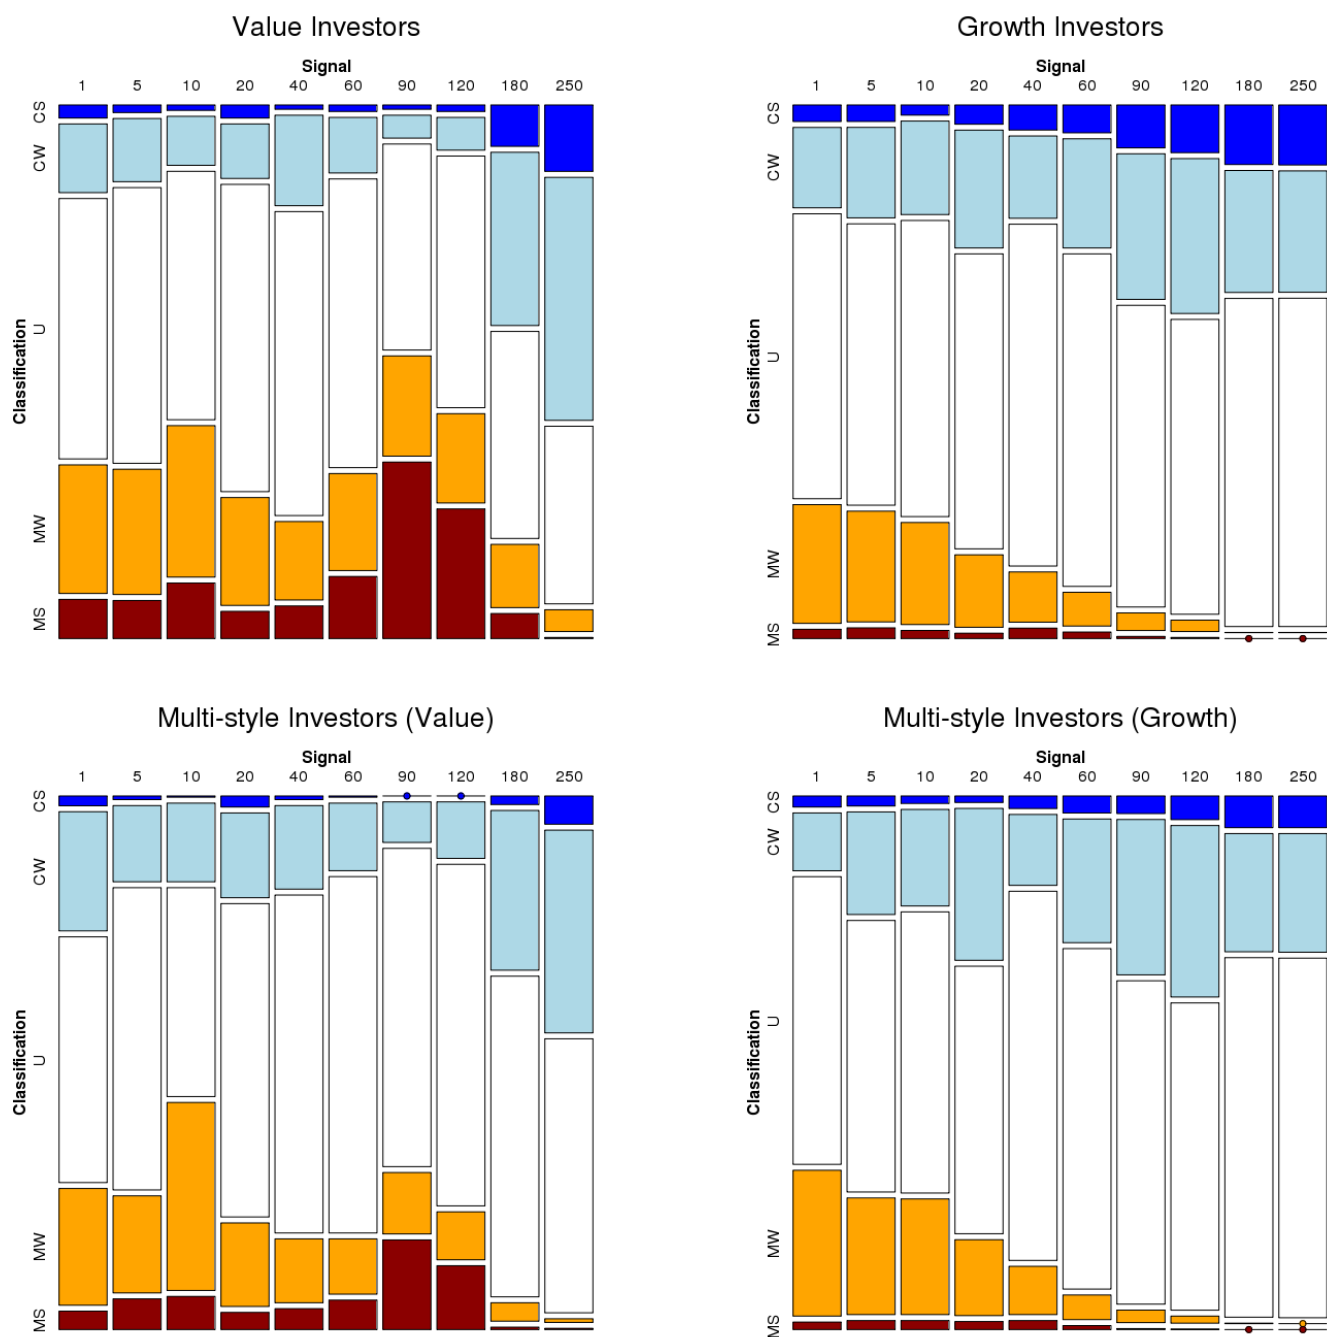 Value Investors
Signal
1 5 10 20 40 60 90 120 180 250
Classification
CS
CW
U
MW
MS
Growth Investors
Signal
1 5 10 20 40 60 90 120 180 250
Classification
CS
CW
U
MW
MS
Multi-style Investors (Value)
Signal
1 5 10 20 40 60 90 120 180 250
Classification
CS
CW
U
MW
MS
Multi-style Investors (Growth)
Signal
1 5 10 20 40 60 90 120 180 250
Classification
CS
CW
U
MW
MS